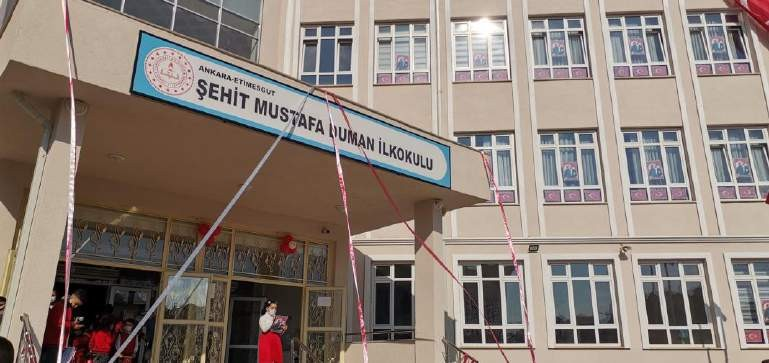 ANKARA-ETİMESGUT
ŞEHİT MUSTAFA DUMAN İLKOKULU